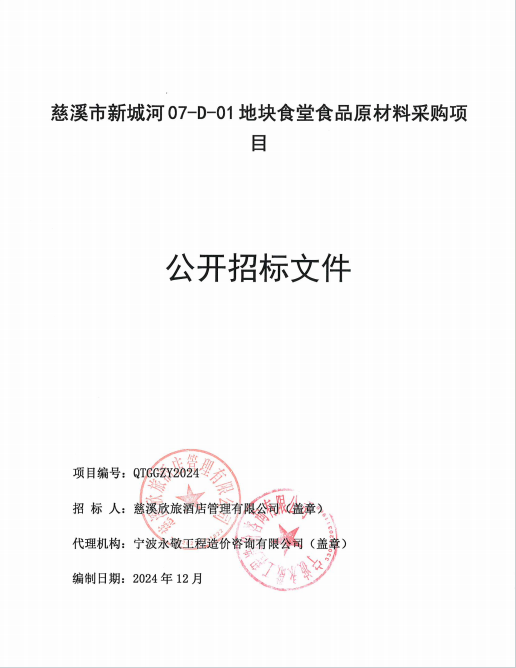 慈溪市新城河07-D-01地块食堂食品原材料采购项
目
公开招标文件
项目编号：QTGGZY2024
招 标 人：慈溪欣旅酒店管理有限公司（盖章）
代理机构：宁波永敬工程造价咨询有限公司（盖章）
编制日期：2024年12月